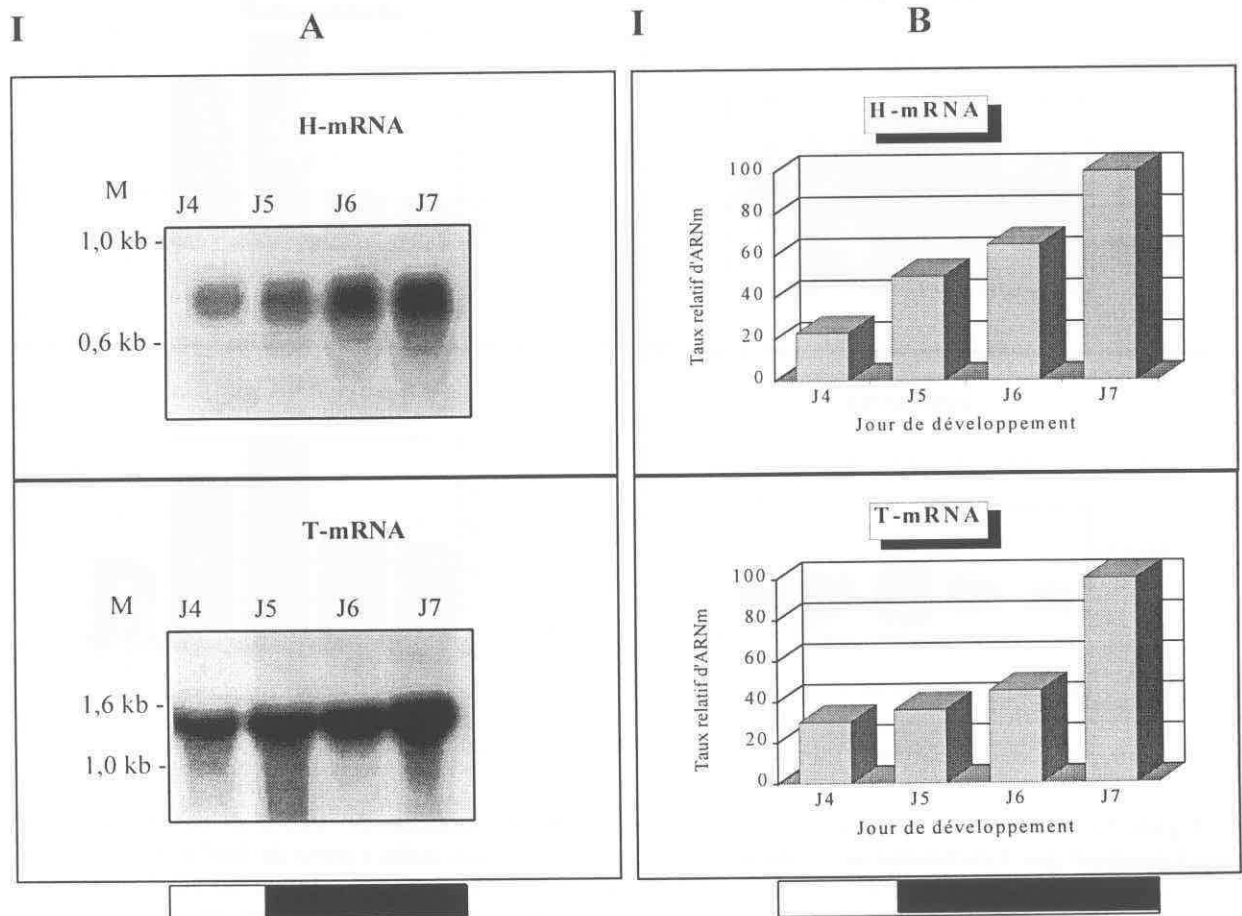 I A
H-mRNA
M J4 J5 J6 J7
1,0 kb -
0,6 kb -
T-mRNA
M J4 J5 J6 J7
1,6 kb -
1,0 kb -
I B
H-mRNA
Taux relatif d'ARNm
100
80
60
40
20
0
J4 J5 J6 J7
Jour de développement
T-mRNA
Taux relatif d'ARNm
100
80
60
40
20
0
J4 J5 J6 J7
Jour de développement